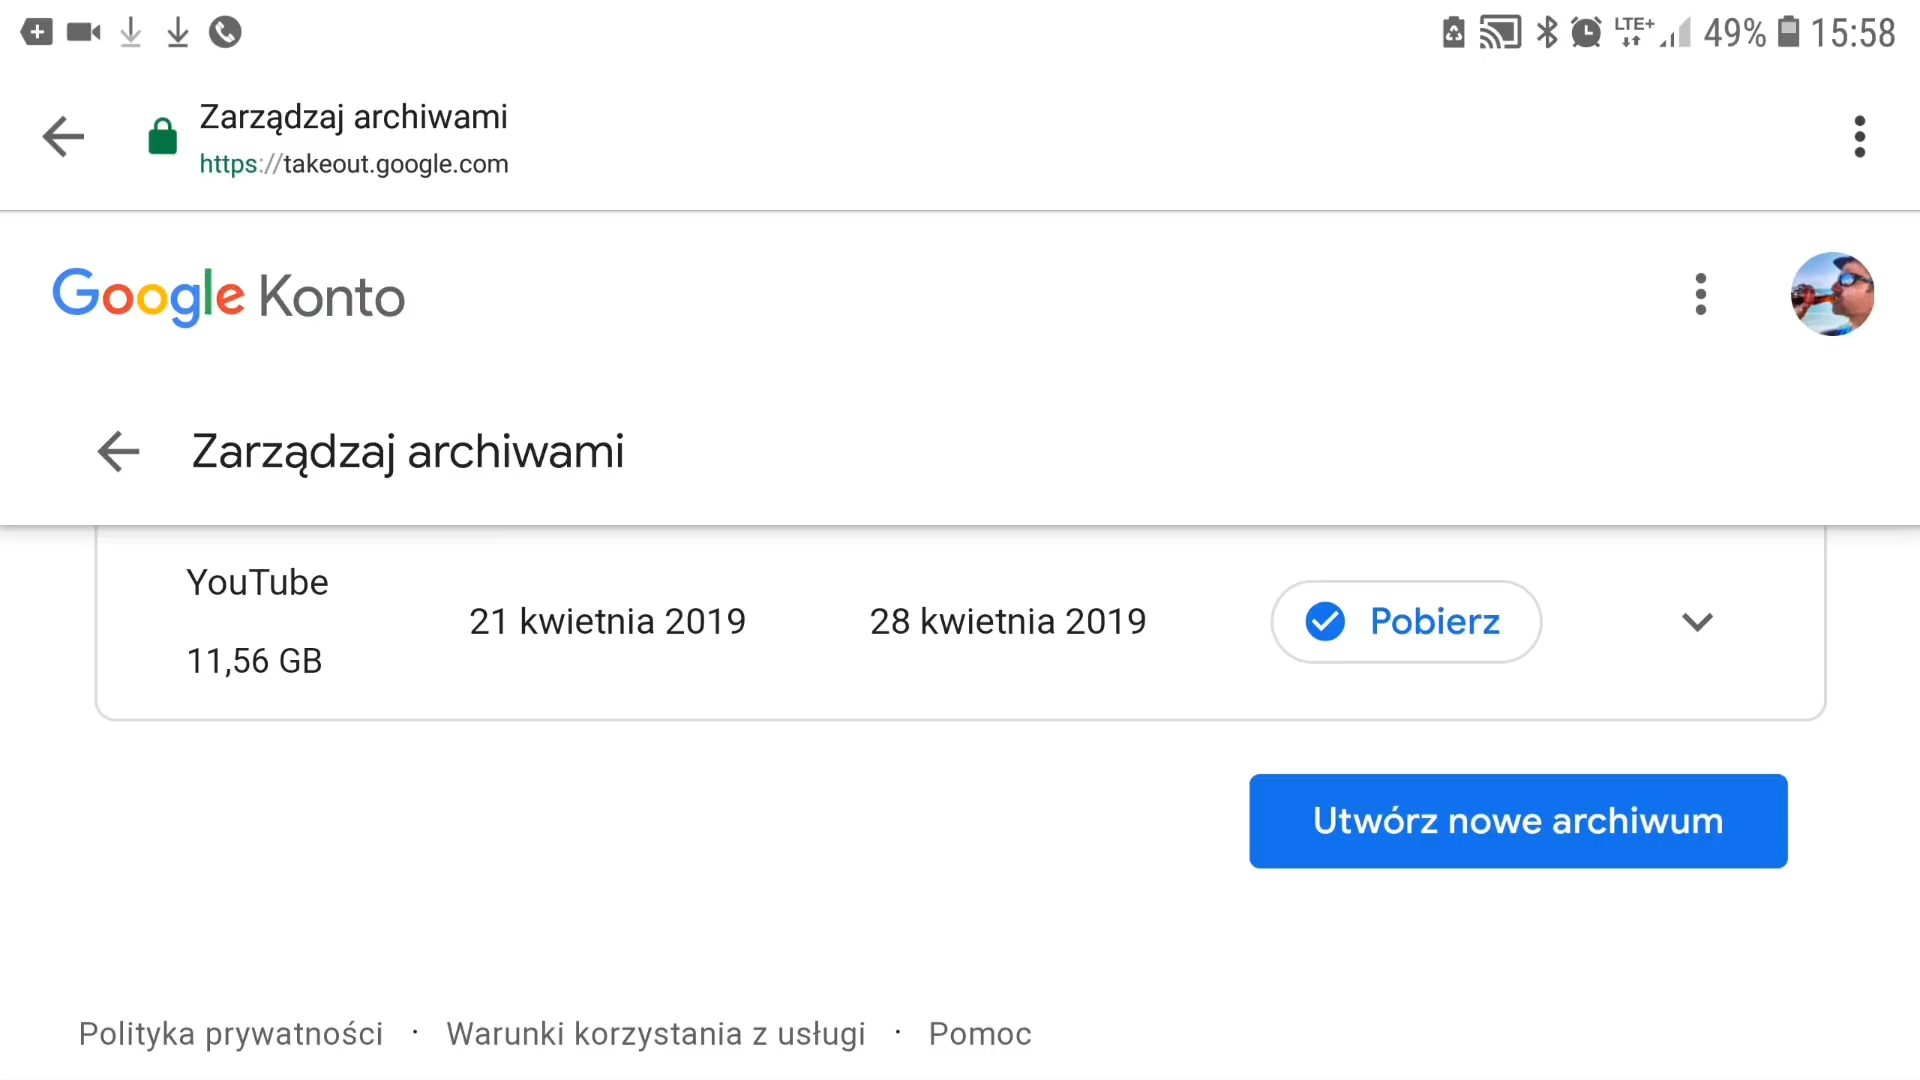 LTE+ 49% 15:58
Zarządzaj archiwami
https://takeout.google.com
Google Konto
Zarządzaj archiwami
YouTube
21 kwietnia 2019 28 kwietnia 2019 Pobierz
11,56 GB
Utwórz nowe archiwum
Polityka prywatności · Warunki korzystania z usługi · Pomoc